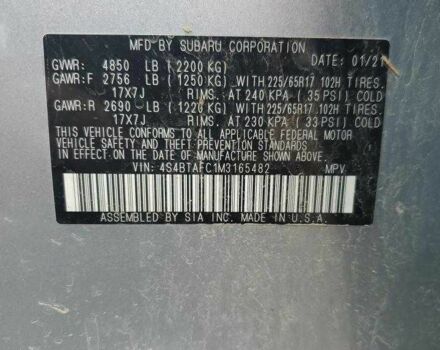 MFD BY SUBARU CORPORATION
GVWR: 4850 LB (2200 KG) DATE: 01/21
GAWR:F 2756 LB (1250 KG) WITH 225/65R17 102H TIRES.
17X7J RIMS. AT 240 KPA (35 PSI) COLD
GAWR:R 2690 LB (1220 KG) WITH 225/65R17 102H TIRES.
17X7J RIMS. AT 230 KPA (33 PSI) COLD
THIS VEHICLE CONFORMS TO ALL APPLICABLE FEDERAL MOTOR
VEHICLE SAFETY, BUMPER, AND THEFT PREVENTION STANDARDS
IN EFFECT ON THE DATE OF MANUFACTURE SHOWN ABOVE.
VIN: 4S4BTAFC1M3165482 MPV
ASSEMBLED BY SIA INC. MADE IN U.S.A.